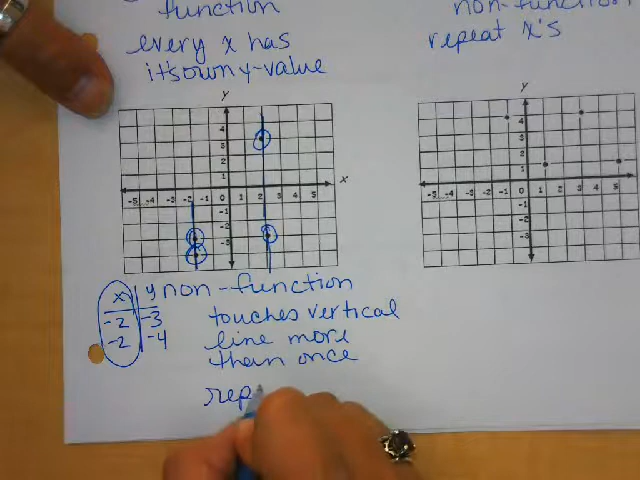 function
non-function
every x has
repeat x's
it's own y-value
y
4
3
2
1
-5 -4 -2 -1 0 1 2 3 4 5
x
-1
-2
-3
y
4
3
2
1
-5 -4 -3 -2 -1 0 1 2 3 4 5
-1
-2
-3
x y
-2 -3
-2 -4
non-function
touches vertical
line more
than once
rep